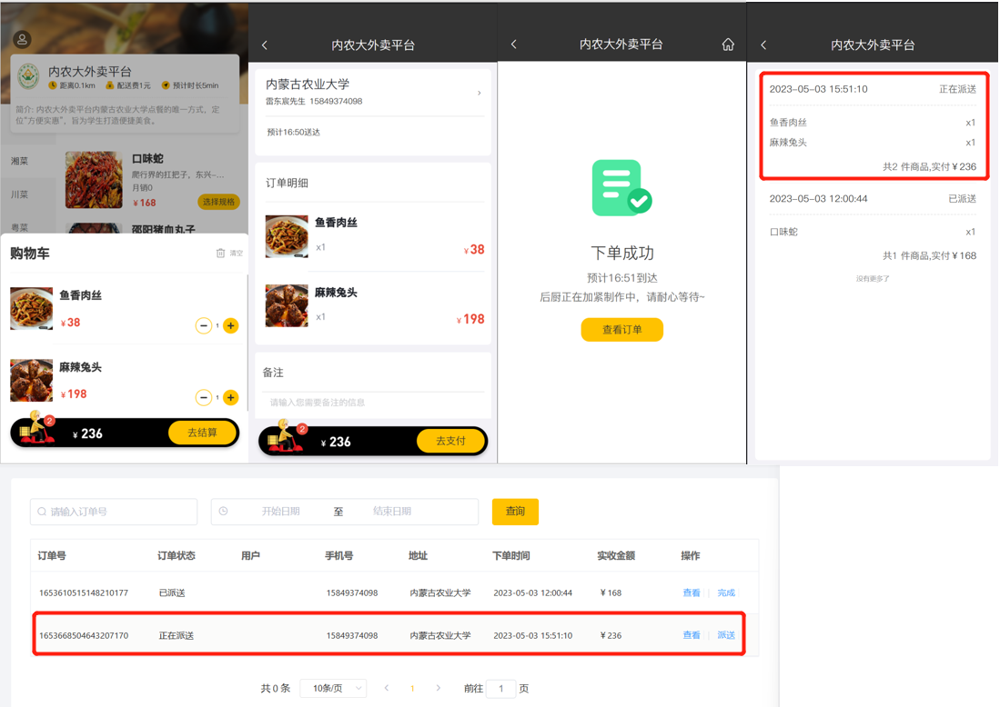 内农大外卖平台
距离0.1km 配送费1元 预计时长5min
简介: 内农大外卖平台内蒙古农业大学点餐的唯一方式，定
位“方便实惠”，旨为学生打造便捷美食。
湘菜
川菜
粤菜
口味蛇
爬行界的扛把子，东兴-...
月销0
¥168 选择规格
邵阳猪血丸子
购物车 清空
鱼香肉丝
¥38
1
麻辣兔头
¥198
1
2
¥ 236 去结算
内农大外卖平台
内蒙古农业大学
雷东宸先生 15849374098
预计16:50送达
订单明细
鱼香肉丝
x1
¥38
麻辣兔头
x1
¥198
备注
请输入您需要备注的信息
2
¥ 236 去支付
内农大外卖平台
下单成功
预计16:51到达
后厨正在加紧制作中，请耐心等待~
查看订单
内农大外卖平台
2023-05-03 15:51:10 正在派送
鱼香肉丝 x1
麻辣兔头 x1
共2 件商品,实付¥236
2023-05-03 12:00:44 已派送
口味蛇 x1
共1 件商品,实付¥168
没有更多了
请输入订单号 开始日期 至 结束日期 查询
订单号 订单状态 用户 手机号 地址 下单时间 实收金额 操作
1653610515148210177 已派送 15849374098 内蒙古农业大学 2023-05-03 12:00:44 ¥168 查看 完成
1653668504643207170 正在派送 15849374098 内蒙古农业大学 2023-05-03 15:51:10 ¥236 查看 派送
共 0 条 10条/页 1 前往 1 页